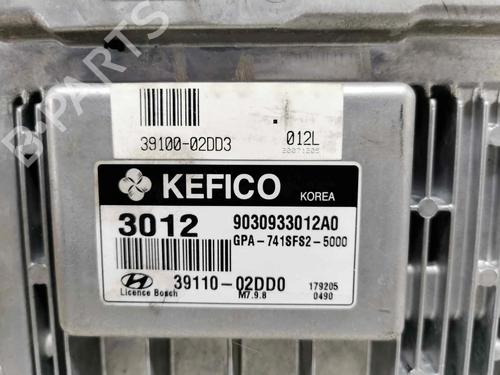 B-PARTS
39100-02DD3
012L
20071205
KEFICO
KOREA
3012
9030933012A0
GPA-741SFS2-5000
39110-02DD0
179205
Licence Bosch
M7.9.8
0490